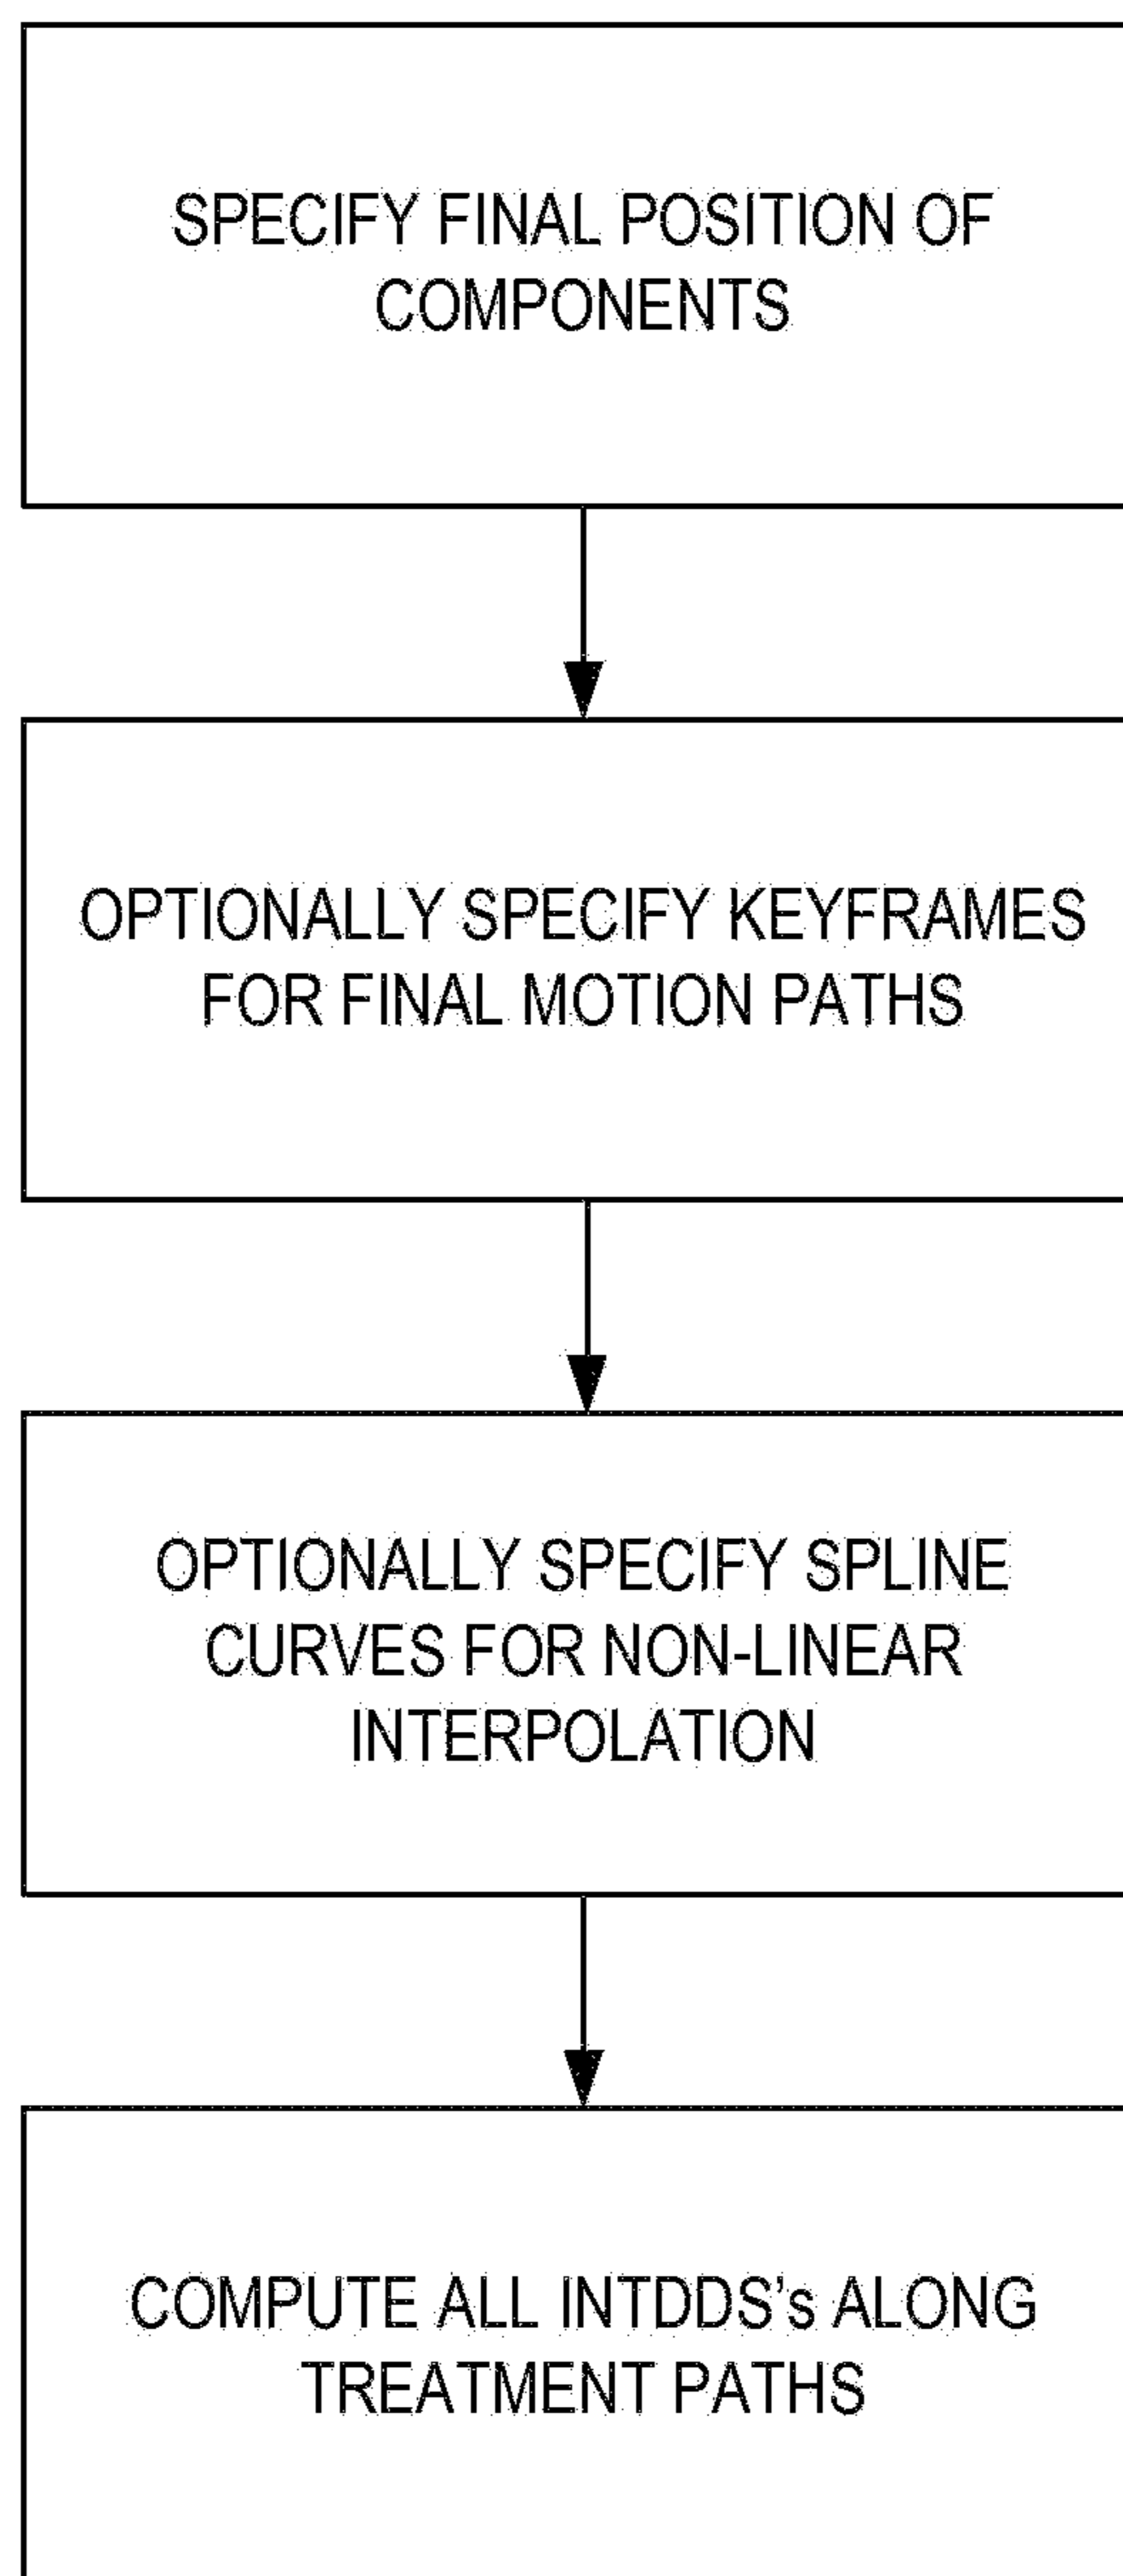 SPECIFY FINAL POSITION OF
COMPONENTS
OPTIONALLY SPECIFY KEYFRAMES
FOR FINAL MOTION PATHS
OPTIONALLY SPECIFY SPLINE
CURVES FOR NON-LINEAR
INTERPOLATION
COMPUTE ALL INTDDS's ALONG
TREATMENT PATHS